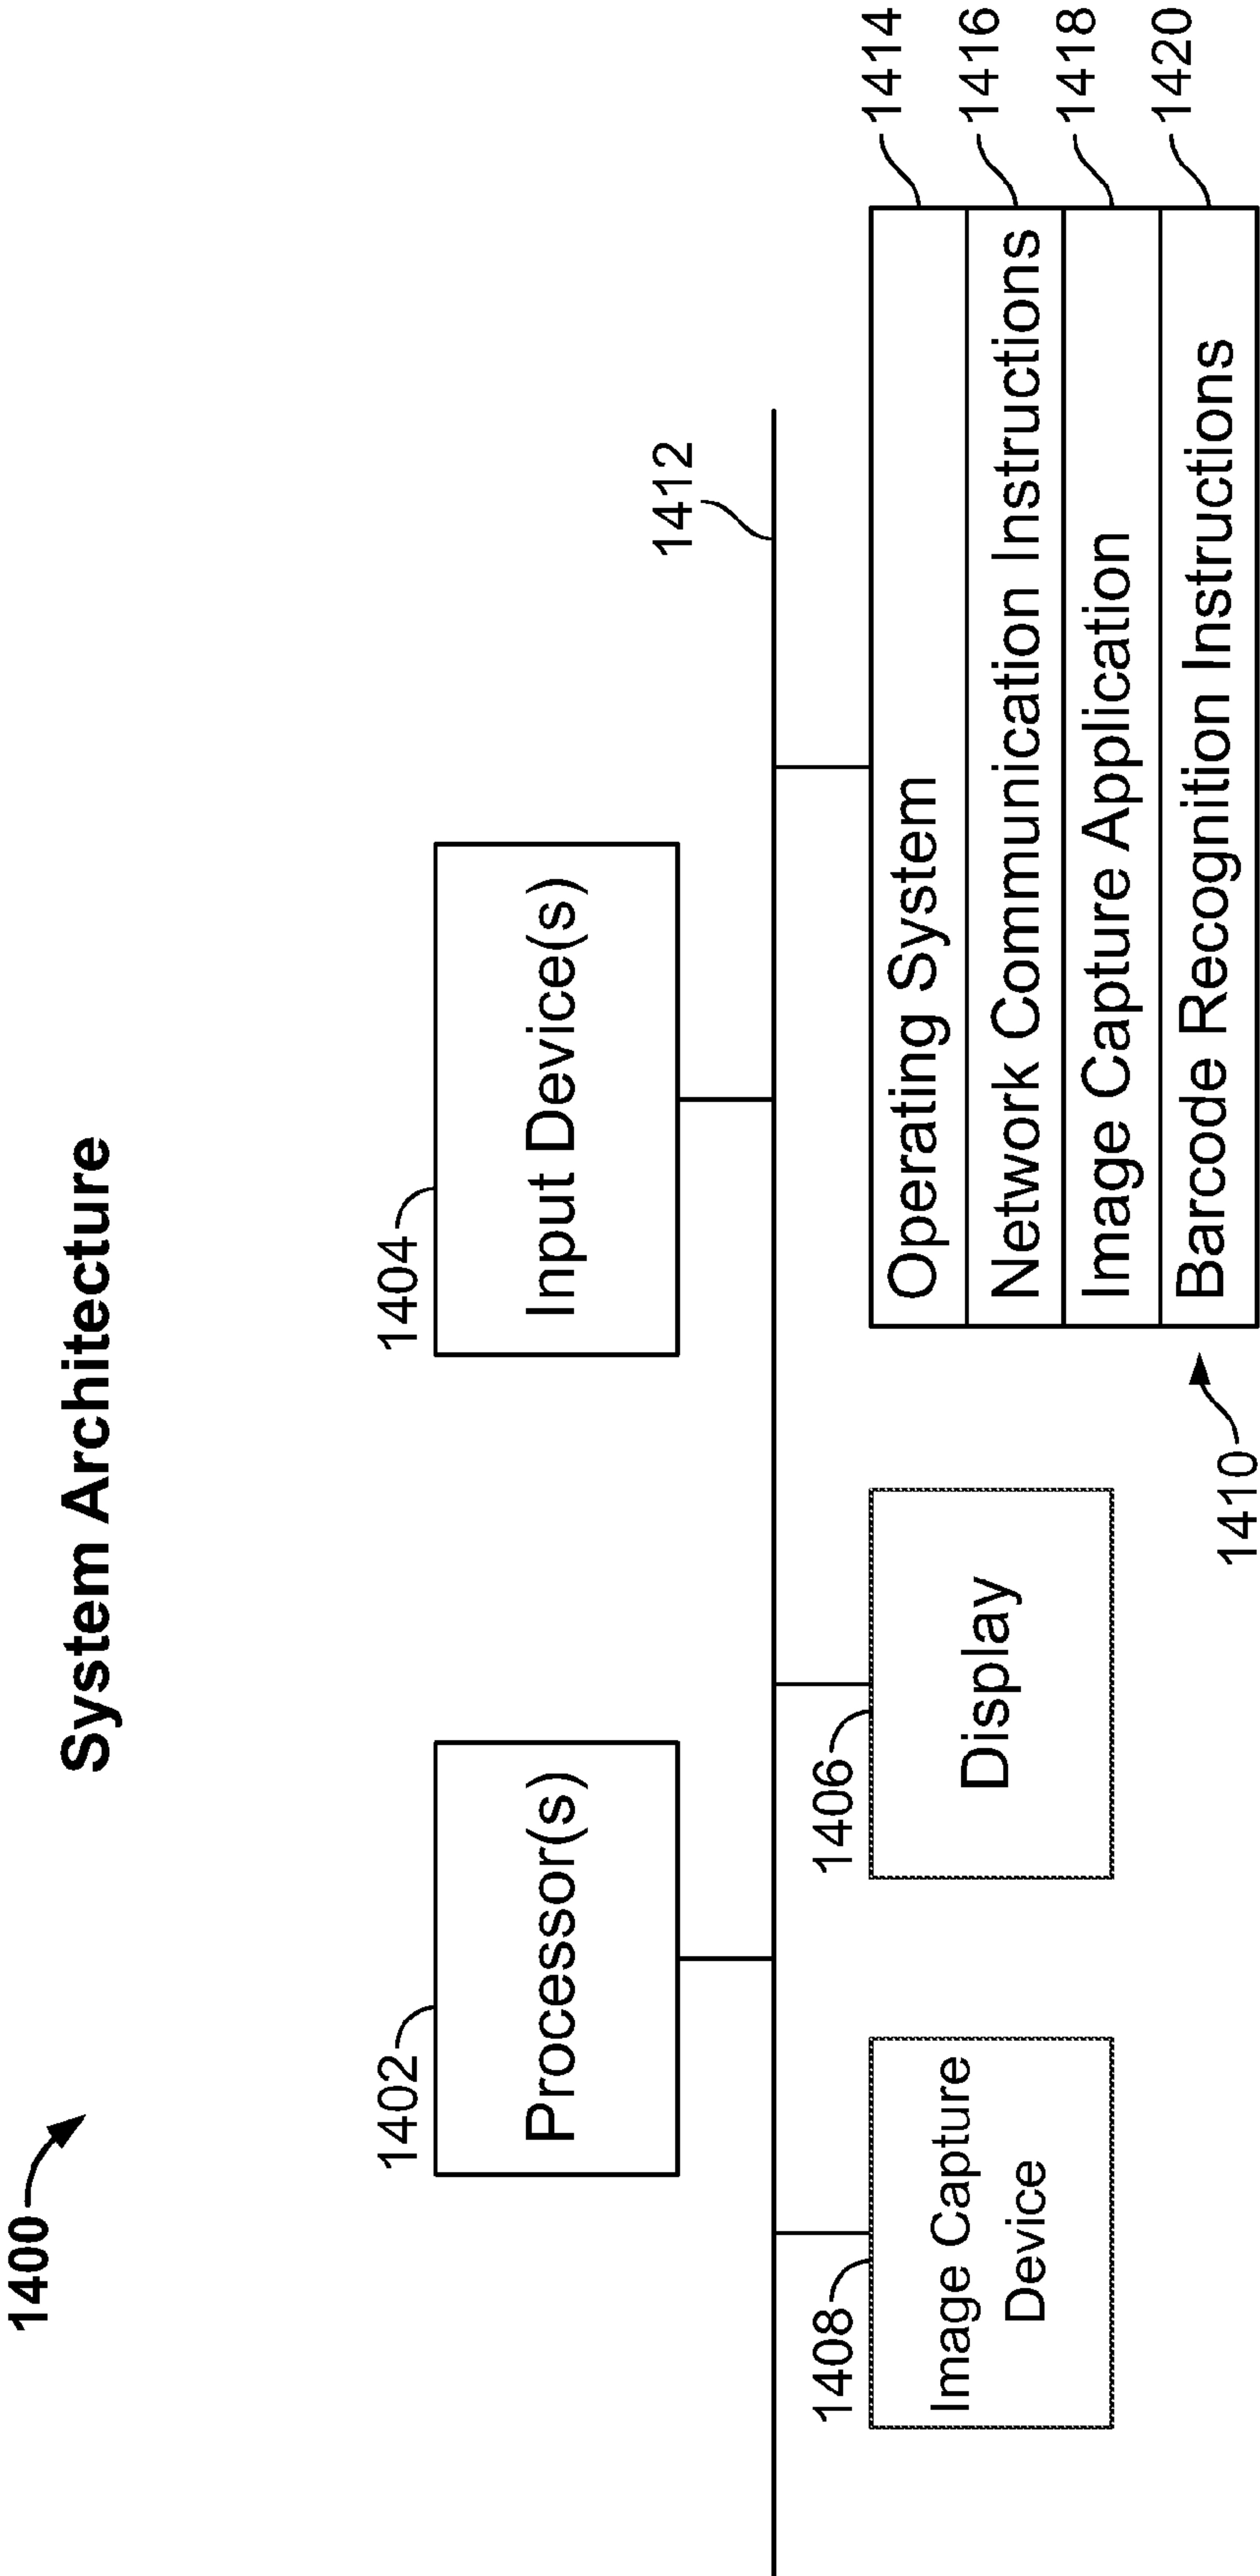 1400
System Architecture
1402
Processor(s)
1404
Input Device(s)
1412
1408
Image Capture
Device
1406
Display
1410
Operating System
1414
Network Communication Instructions
1416
Image Capture Application
1418
Barcode Recognition Instructions
1420